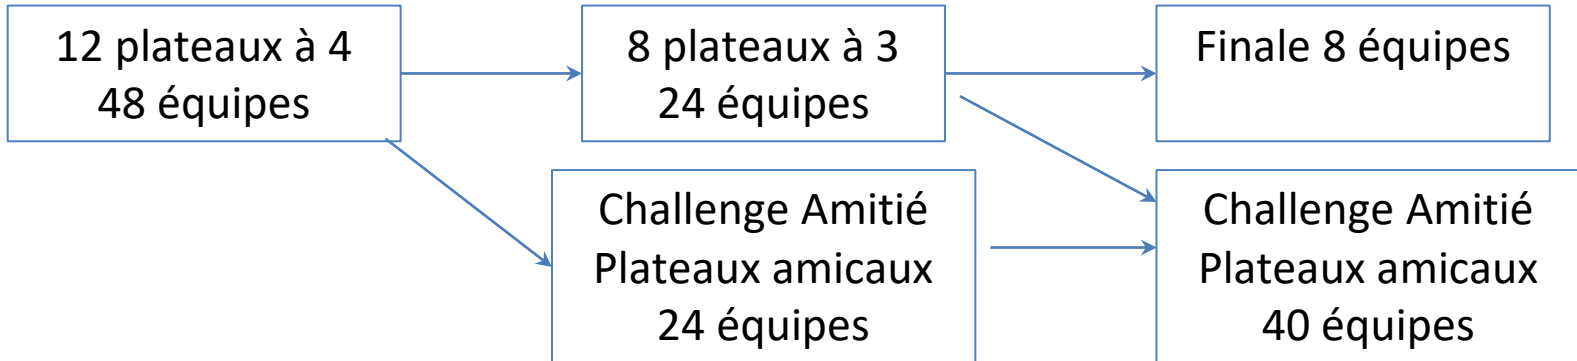 12 plateaux à 4
48 équipes
8 plateaux à 3
24 équipes
Finale 8 équipes
Challenge Amitié
Plateaux amicaux
24 équipes
Challenge Amitié
Plateaux amicaux
40 équipes